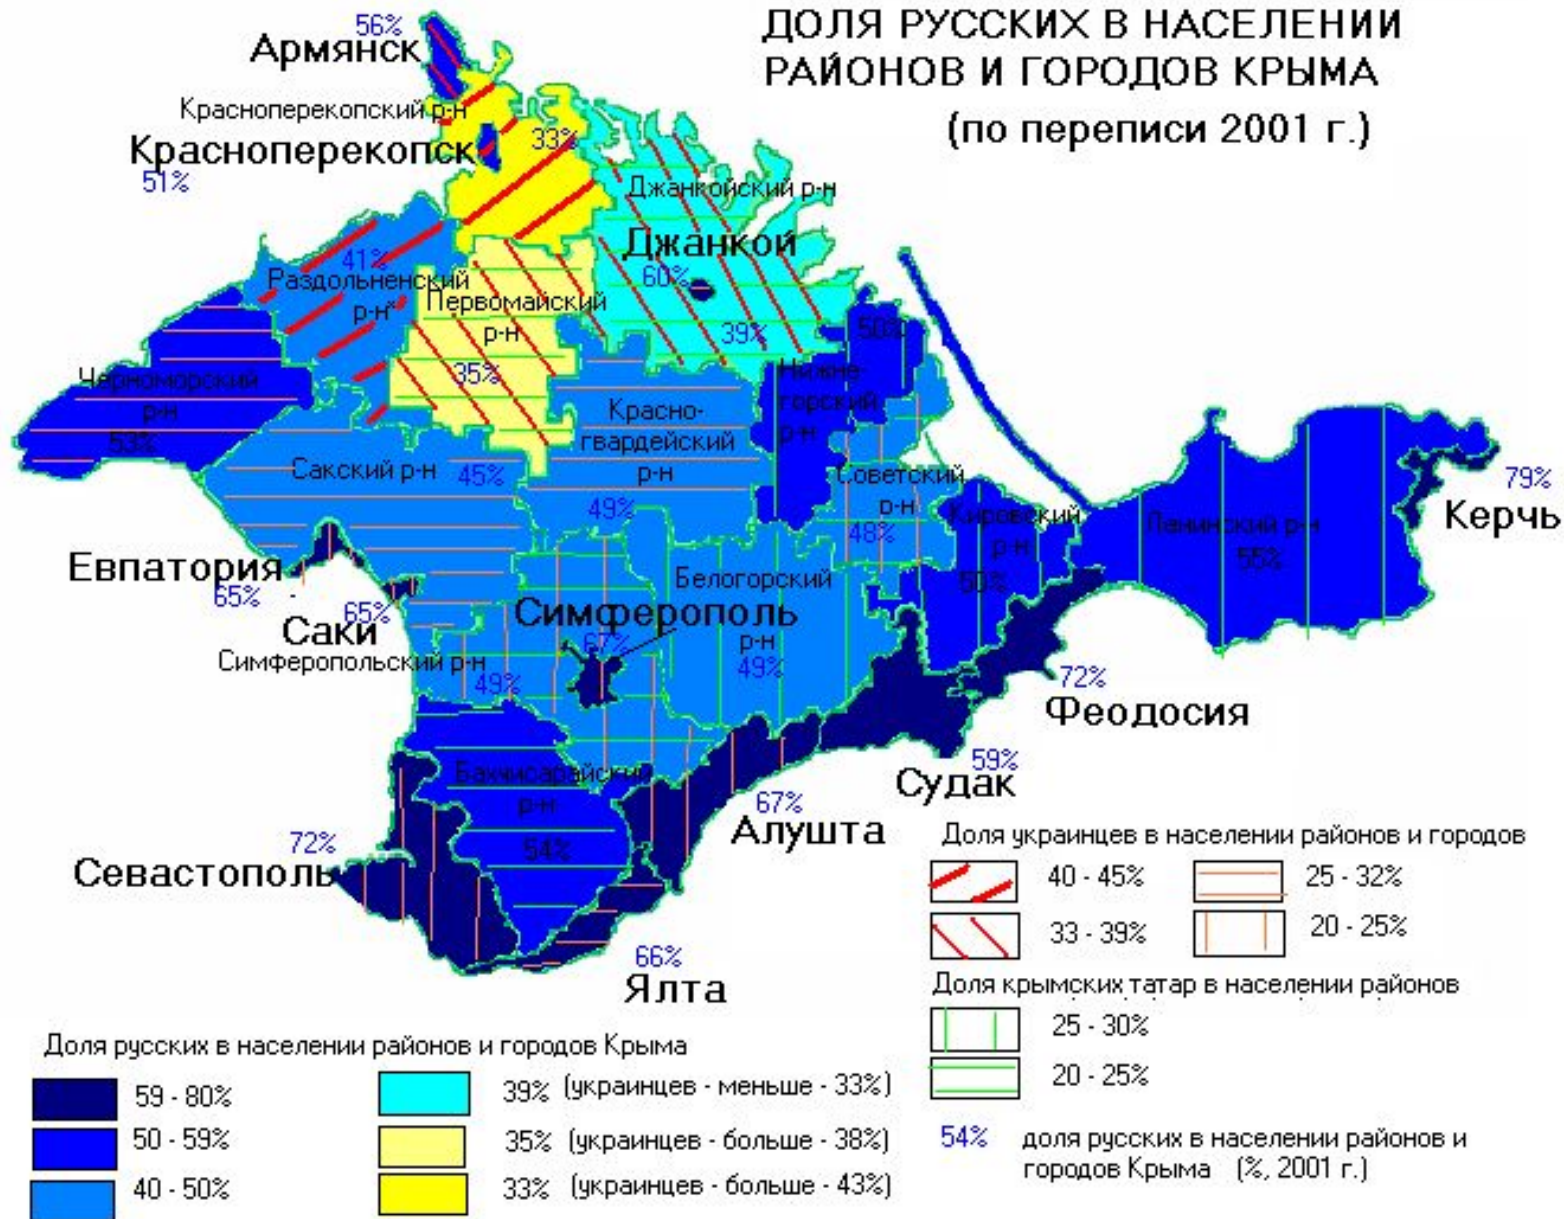 ДОЛЯ РУССКИХ В НАСЕЛЕНИИ
РАЙОНОВ И ГОРОДОВ КРЫМА
(по переписи 2001 г.)
56%
Армянск
Красноперекопский р-н
33%
Красноперекопск
51%
Джанкойский р-н
Джанкой
60%
39%
41%
Раздольненский
р-н
Первомайский
р-н
35%
50%
Нижне-
горский
р-н
Черноморский
р-н
53%
Красно-
гвардейский
р-н
49%
Сакский р-н
45%
Советский
р-н
48%
Кировский
р-н
50%
Ланинский р-н
55%
79%
Керчь
Евпатория
65%
65%
Саки
Белогорский
р-н
49%
Симферополь
67%
Симферопольский р-н
49%
72%
Феодосия
59%
Судак
Бахчисарайский
р-н
54%
67%
Алушта
72%
Севастополь
66%
Ялта
Доля украинцев в населении районов и городов
40 - 45%
25 - 32%
33 - 39%
20 - 25%
Доля крымских татар в населении районов
25 - 30%
20 - 25%
54% доля русских в населении районов и
городов Крыма (%, 2001 г.)
Доля русских в населении районов и городов Крыма
59 - 80%
39% (украинцев - меньше - 33%)
50 - 59%
35% (украинцев - больше - 38%)
40 - 50%
33% (украинцев - больше - 43%)